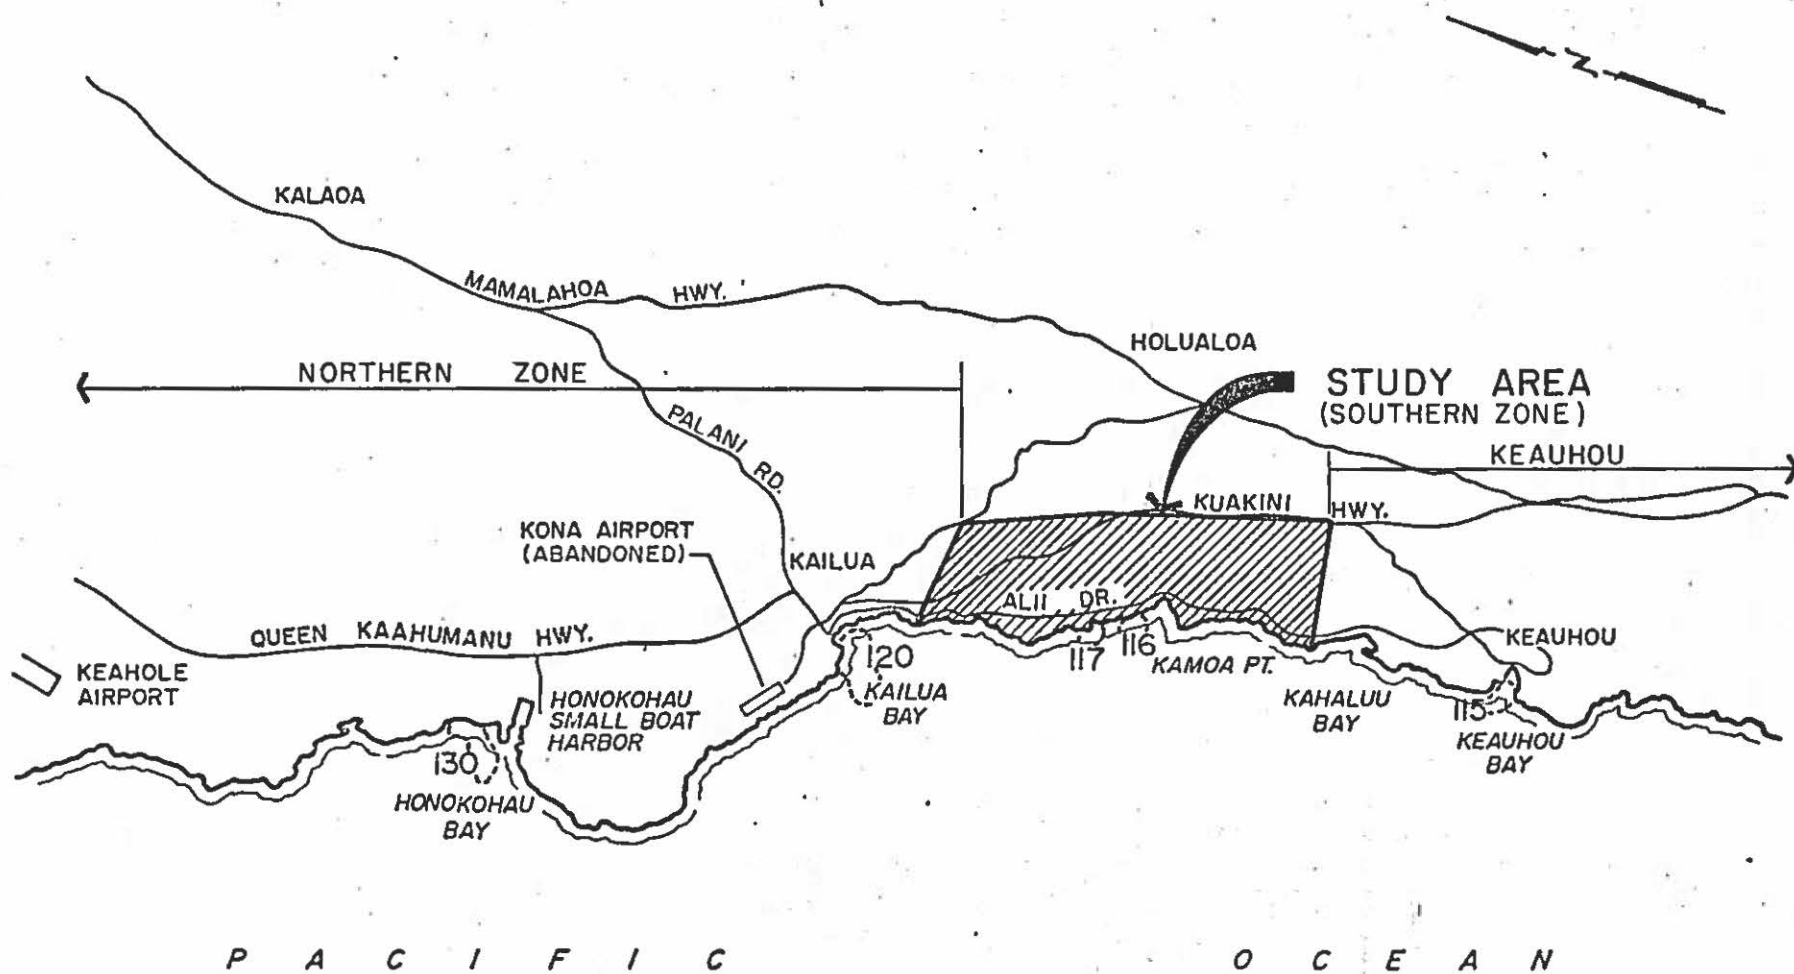 N
KALAOA
MAMALAHOA HWY.
HOLUALOA
NORTHERN ZONE
STUDY AREA
(SOUTHERN ZONE)
PALANI RD.
KEAUHOU
KUAKINI HWY.
KONA AIRPORT
(ABANDONED)
KAILUA
ALII DR.
QUEEN KAAHUMANU HWY.
KEAUHOU
KEAHOLE
AIRPORT
120
117
116
KAMOA PT.
KAILUA
BAY
HONOKOHAU
SMALL BOAT
HARBOR
KAHALUU
BAY
115
KEAUHOU
BAY
130
HONOKOHAU
BAY
PACIFIC OCEAN